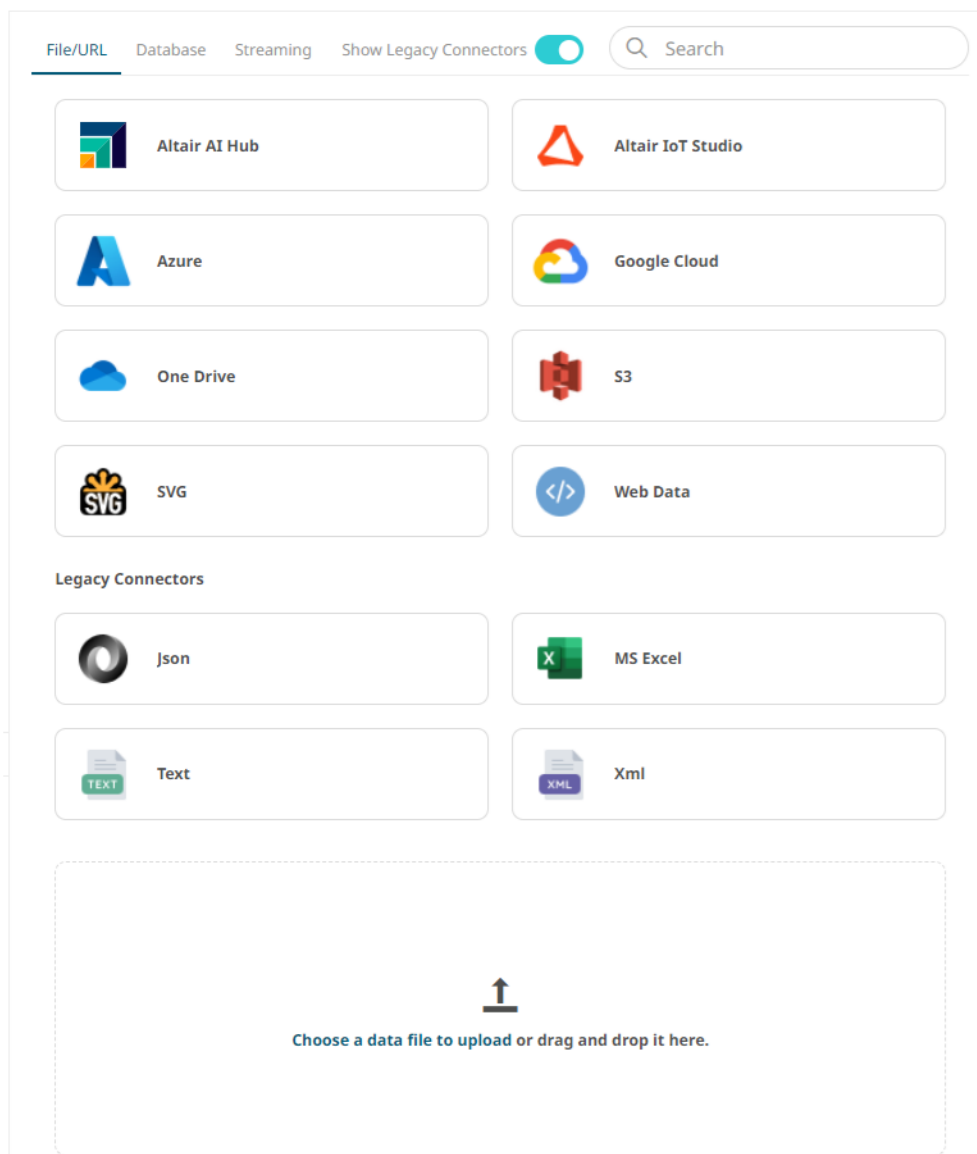 File/URL Database Streaming Show Legacy Connectors Search
Altair AI Hub Altair IoT Studio
Azure Google Cloud
One Drive S3
SVG SVG Web Data
Legacy Connectors
Json X MS Excel
TEXT Text XML Xml
Choose a data file to upload or drag and drop it here.